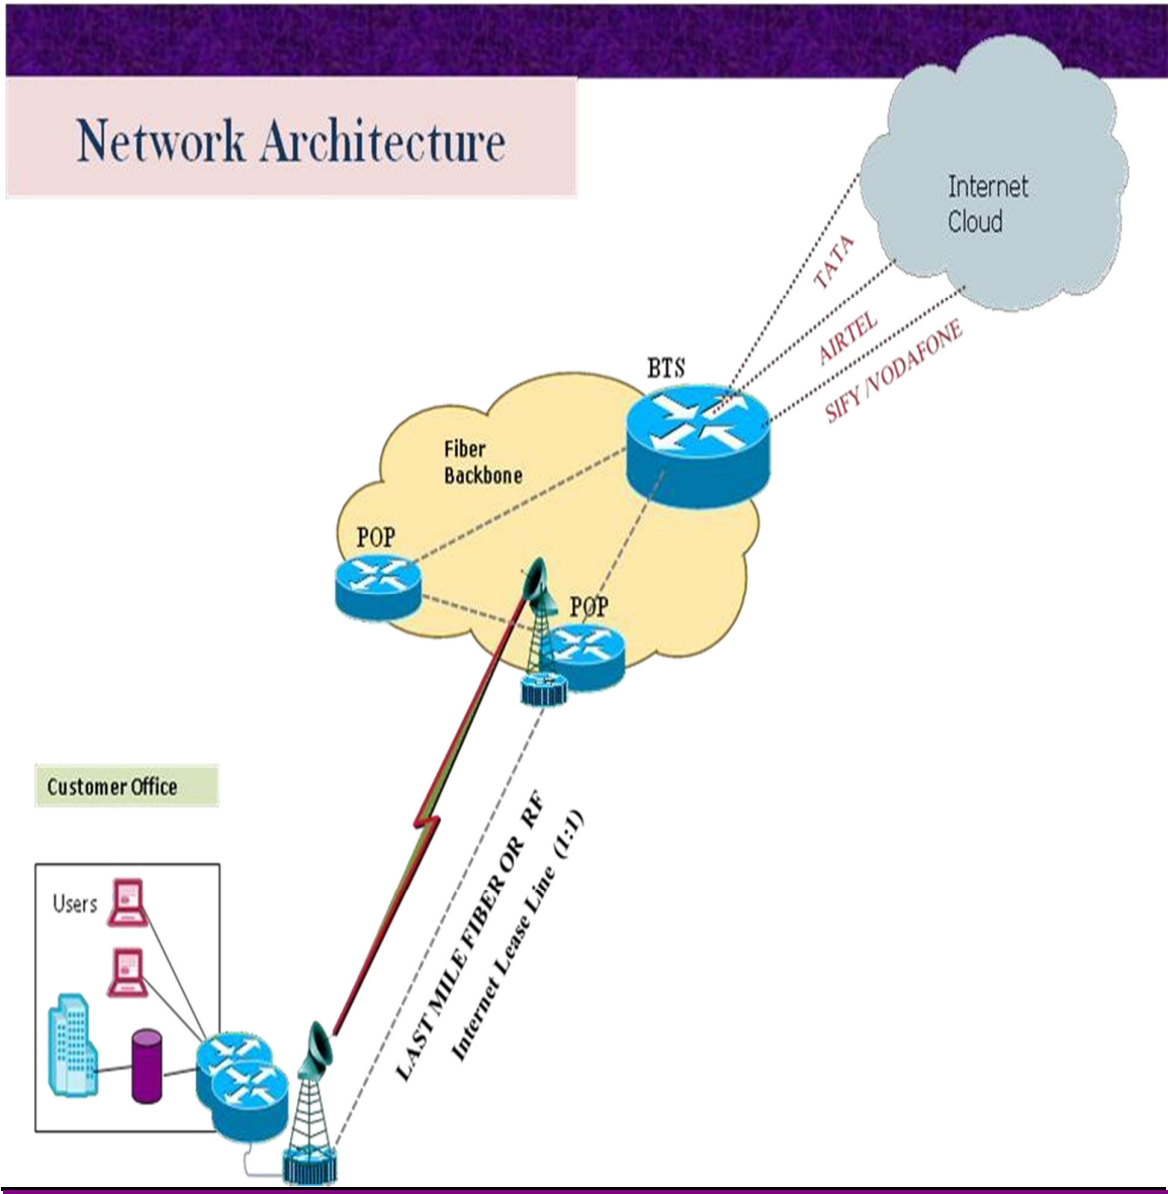 Network Architecture
Internet
Cloud
TATA
AIRTEL
SIFY /VODAFONE
BTS
Fiber
Backbone
POP
POP
Customer Office
Users
LAST MILE FIBER OR RF
Internet Lease Line (1:1)